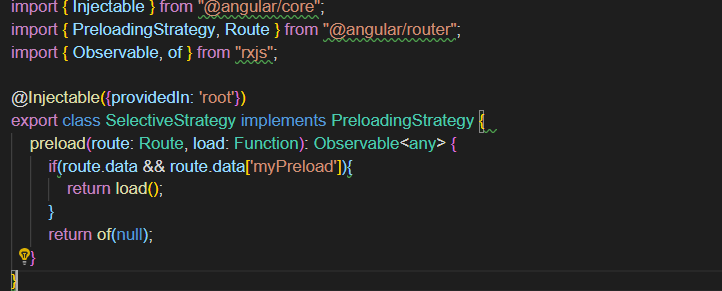 import { Injectable } from "@angular/core";
import { PreloadingStrategy, Route } from "@angular/router";
import { Observable, of } from "rxjs";
@Injectable({providedIn: 'root'})
export class SelectiveStrategy implements PreloadingStrategy {
preload(route: Route, load: Function): Observable<any> {
if(route.data && route.data['myPreload']){
return load();
}
return of(null);
}
}